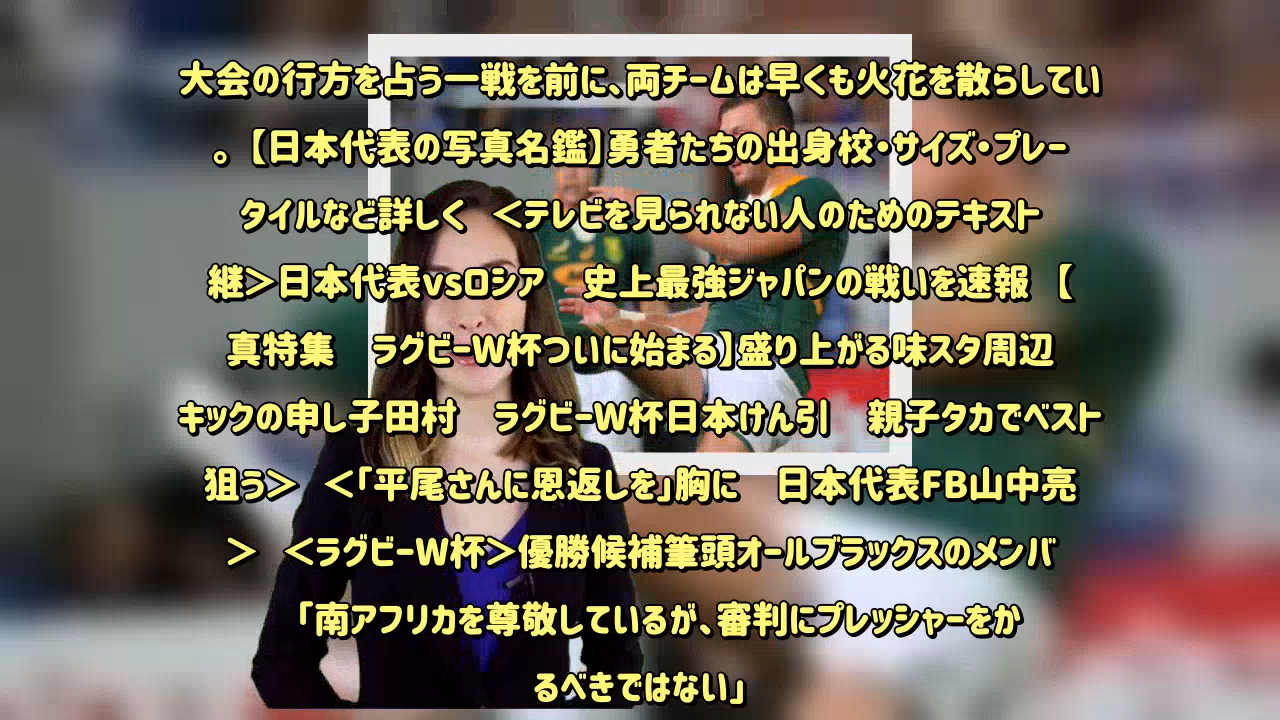 大会の行方を占う一戦を前に、両チームは早くも火花を散らしてい
。【日本代表の写真名鑑】勇者たちの出身校・サイズ・プレー
タイルなど詳しく　＜テレビを見られない人のためのテキスト
継＞日本代表vsロシア　史上最強ジャパンの戦いを速報　【
真特集　ラグビーW杯ついに始まる】盛り上がる味スタ周辺
キックの申し子田村　ラグビーW杯日本けん引　親子タカでベスト
狙う＞　＜「平尾さんに恩返しを」胸に　日本代表FB山中亮
＞　＜ラグビーW杯＞優勝候補筆頭オールブラックスのメンバ
「南アフリカを尊敬しているが、審判にプレッシャーをか
るべきではない」